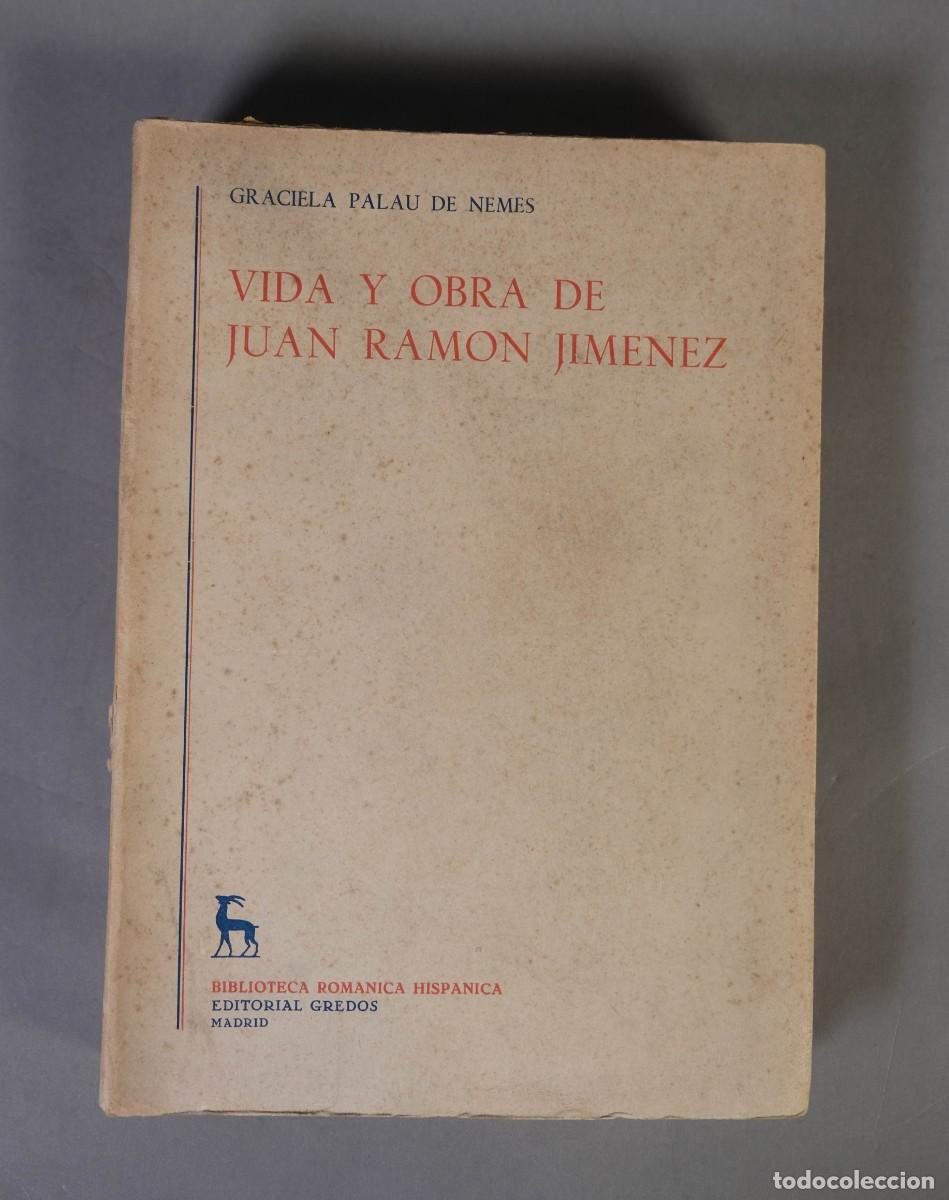 GRACIELA PALAU DE NEMES
VIDA Y OBRA DE
JUAN RAMON JIMENEZ
BIBLIOTECA ROMANICA HISPANICA
EDITORIAL GREDOS
MADRID
todocoleccion